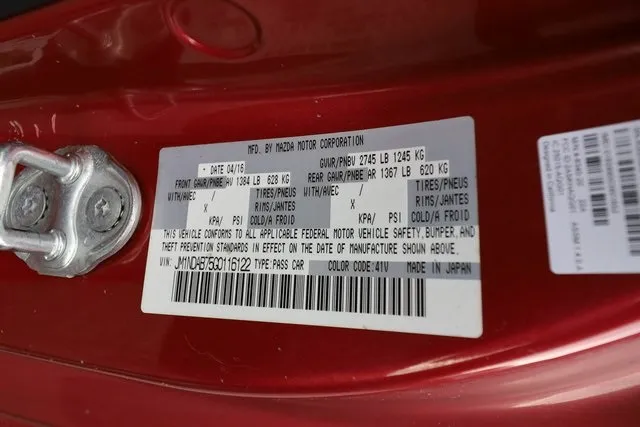 MFD. BY MAZDA MOTOR CORPORATION
DATE 04/16 GVWR/PNBV 2745 LB 1245 KG
FRONT GAWR/PNBE AV 1384 LB 628 KG REAR GAWR/PNBE AR 1367 LB 620 KG
WITH/AVEC / TIRES/PNEUS WITH/AVEC / TIRES/PNEUS
X RIMS/JANTES X RIMS/JANTES
KPA/ PSI COLD/A FROID KPA/ PSI COLD/A FROID
THIS VEHICLE CONFORMS TO ALL APPLICABLE FEDERAL MOTOR VEHICLE SAFETY, BUMPER, AND
THEFT PREVENTION STANDARDS IN EFFECT ON THE DATE OF MANUFACTURE SHOWN ABOVE.
VIN: JM1NDAB75G0116122 TYPE: PASS CAR COLOR CODE: 41V MADE IN JAPAN
Designed in California